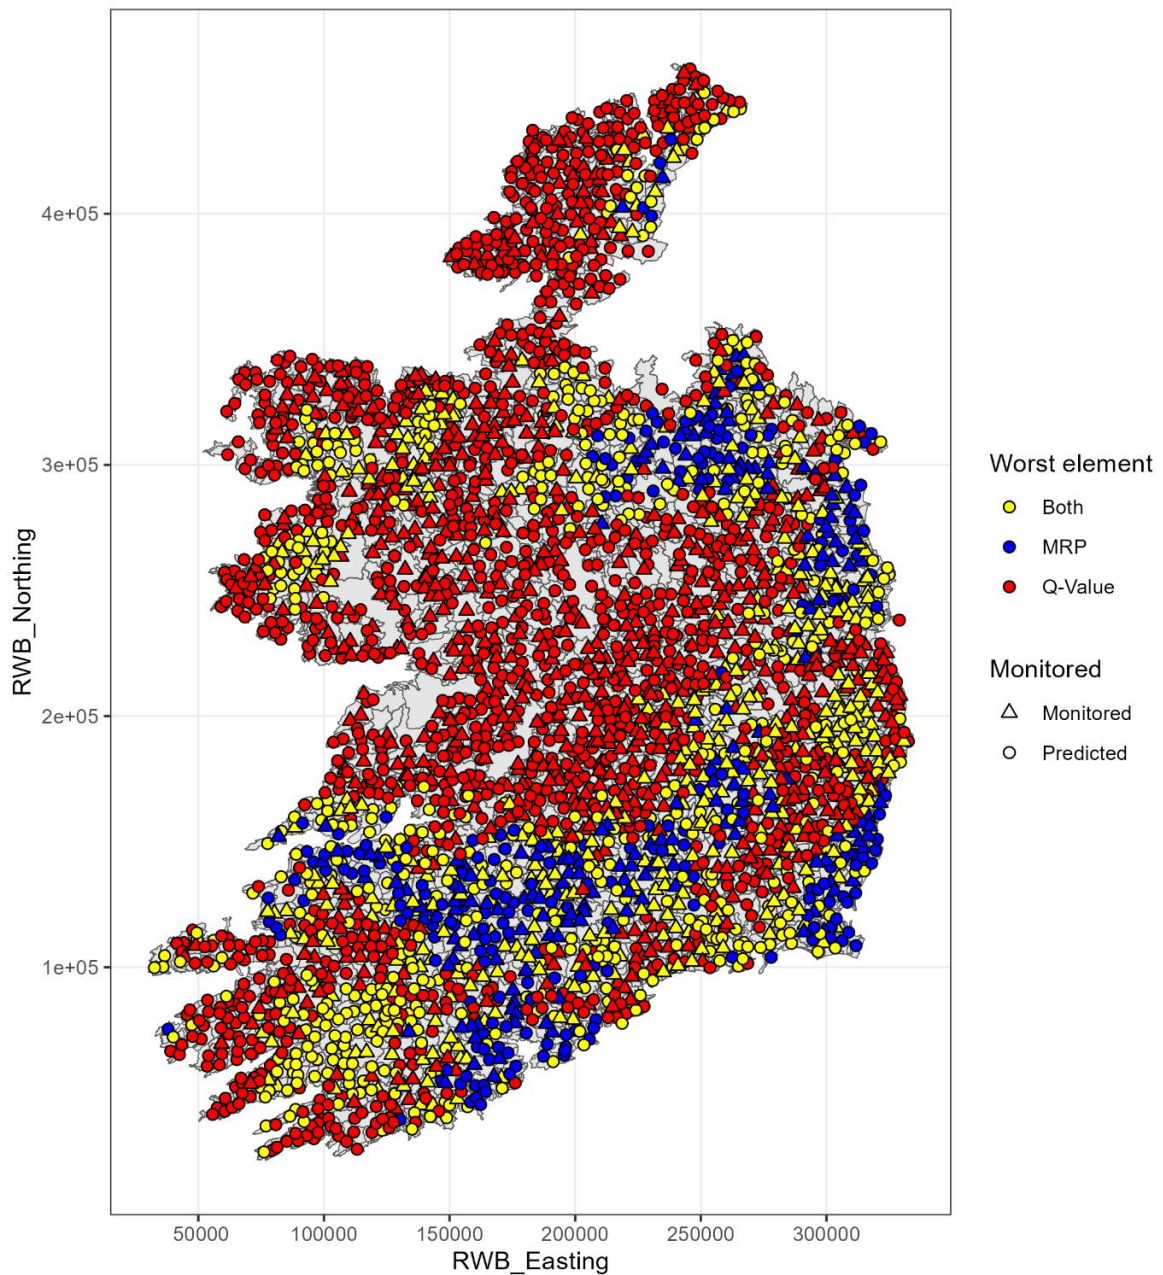 4e+05
3e+05
2e+05
1e+05
RWB_Northing
50000 100000 150000 200000 250000 300000
RWB_Easting
Worst element
Both
MRP
Q-Value
Monitored
Monitored
Predicted